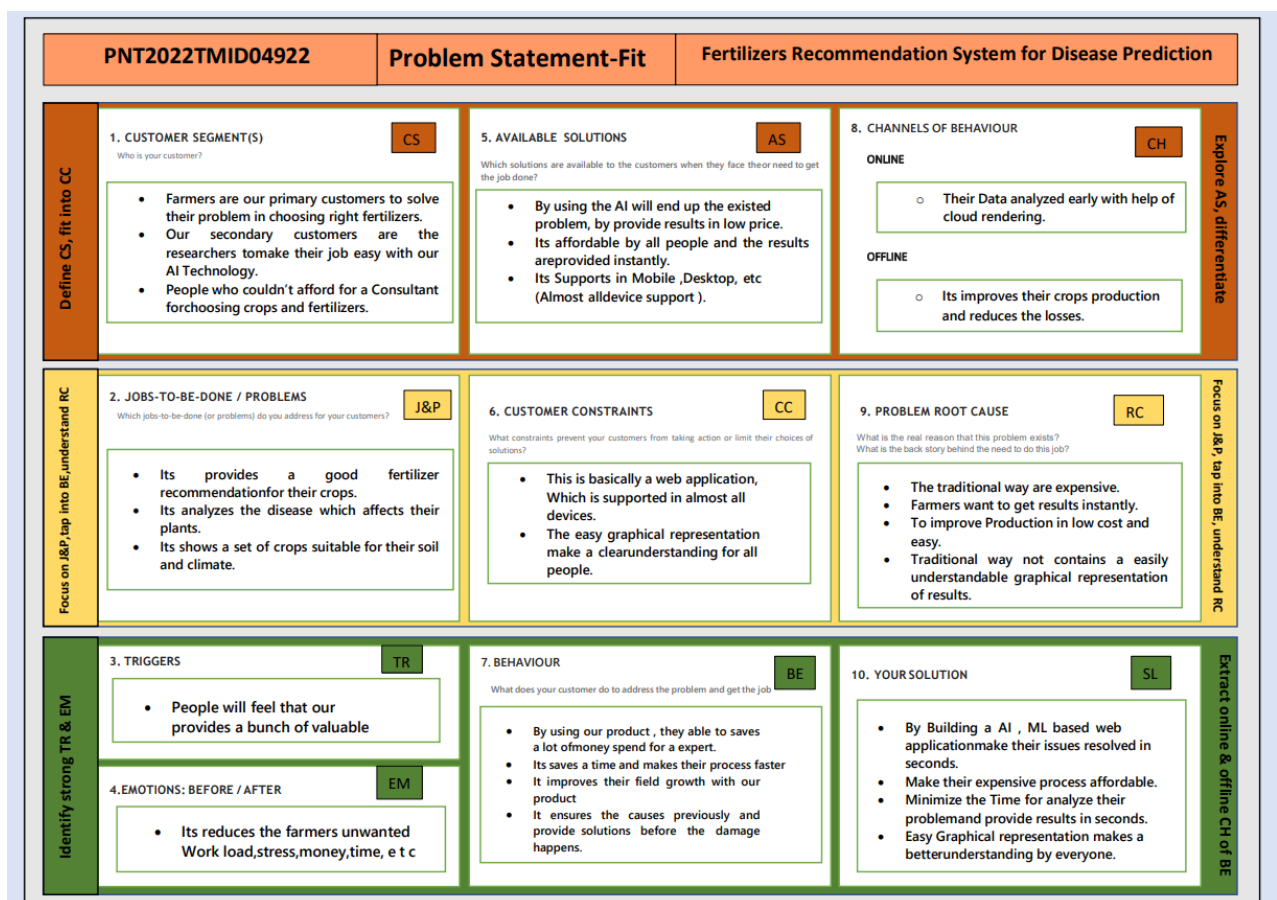 PNT2022TMID04922
Problem Statement-Fit
Fertilizers Recommendation System for Disease Prediction
Define CS, fit into CC
1. CUSTOMER SEGMENT(S)
CS
Who is your customer?
• Farmers are our primary customers to solve
their problem in choosing right fertilizers.
• Our secondary customers are the
researchers tomake their job easy with our
AI Technology.
• People who couldn't afford for a Consultant
forchoosing crops and fertilizers.
5. AVAILABLE SOLUTIONS
AS
Which solutions are available to the customers when they face theor need to get
the job done?
• By using the AI will end up the existed
problem, by provide results in low price.
• Its affordable by all people and the results
areprovided instantly.
• Its Supports in Mobile ,Desktop, etc
(Almost alldevice support ).
8. CHANNELS OF BEHAVIOUR
CH
ONLINE
o Their Data analyzed early with help of
cloud rendering.
OFFLINE
o Its improves their crops production
and reduces the losses.
Explore AS, differentiate
Focus on J&P,tap into BE,understand RC
2. JOBS-TO-BE-DONE / PROBLEMS
J&P
Which jobs-to-be-done (or problems) do you address for your customers?
• Its provides a good fertilizer
recommendationfor their crops.
• Its analyzes the disease which affects their
plants.
• Its shows a set of crops suitable for their soil
and climate.
6. CUSTOMER CONSTRAINTS
CC
What constraints prevent your customers from taking action or limit their choices of
solutions?
• This is basically a web application,
Which is supported in almost all
devices.
• The easy graphical representation
make a clearunderstanding for all
people.
9. PROBLEM ROOT CAUSE
RC
What is the real reason that this problem exists?
What is the back story behind the need to do this job?
• The traditional way are expensive.
• Farmers want to get results instantly.
• To improve Production in low cost and
easy.
• Traditional way not contains a easily
understandable graphical representation
of results.
Focus on J&P, tap into BE, understand RC
Identify strong TR & EM
3. TRIGGERS
TR
• People will feel that our
provides a bunch of valuable
4.EMOTIONS: BEFORE / AFTER
EM
• Its reduces the farmers unwanted
Work load,stress,money,time, e t c
7. BEHAVIOUR
BE
What does your customer do to address the problem and get the job
• By using our product , they able to saves
a lot ofmoney spend for a expert.
• Its saves a time and makes their process faster
• It improves their field growth with our
product
• It ensures the causes previously and
provide solutions before the damage
happens.
10. YOUR SOLUTION
SL
• By Building a AI , ML based web
applicationmake their issues resolved in
seconds.
• Make their expensive process affordable.
• Minimize the Time for analyze their
problemand provide results in seconds.
• Easy Graphical representation makes a
betterunderstanding by everyone.
Extract online & offline CH of BE